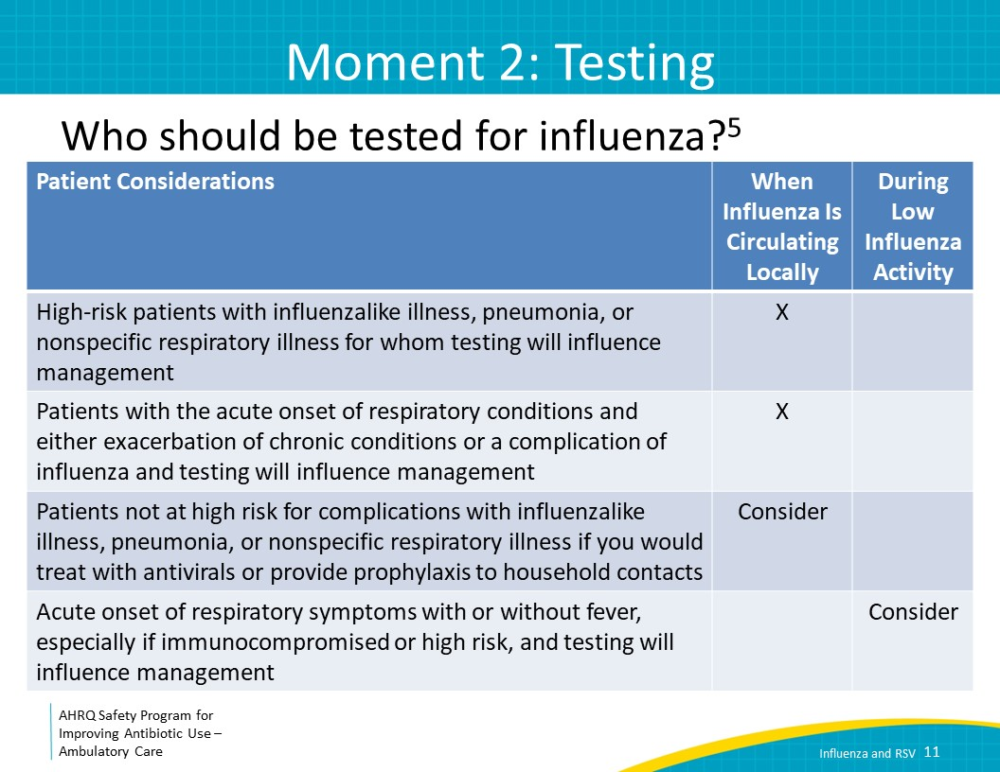 Moment 2: Testing
Who should be tested for influenza?⁵
Patient Considerations
When
Influenza Is
Circulating
Locally
During
Low
Influenza
Activity
High-risk patients with influenzalike illness, pneumonia, or
nonspecific respiratory illness for whom testing will influence
management
X
Patients with the acute onset of respiratory conditions and
either exacerbation of chronic conditions or a complication of
influenza and testing will influence management
X
Patients not at high risk for complications with influenzalike
illness, pneumonia, or nonspecific respiratory illness if you would
treat with antivirals or provide prophylaxis to household contacts
Consider
Acute onset of respiratory symptoms with or without fever,
especially if immunocompromised or high risk, and testing will
influence management
Consider
AHRQ Safety Program for
Improving Antibiotic Use –
Ambulatory Care
Influenza and RSV 11